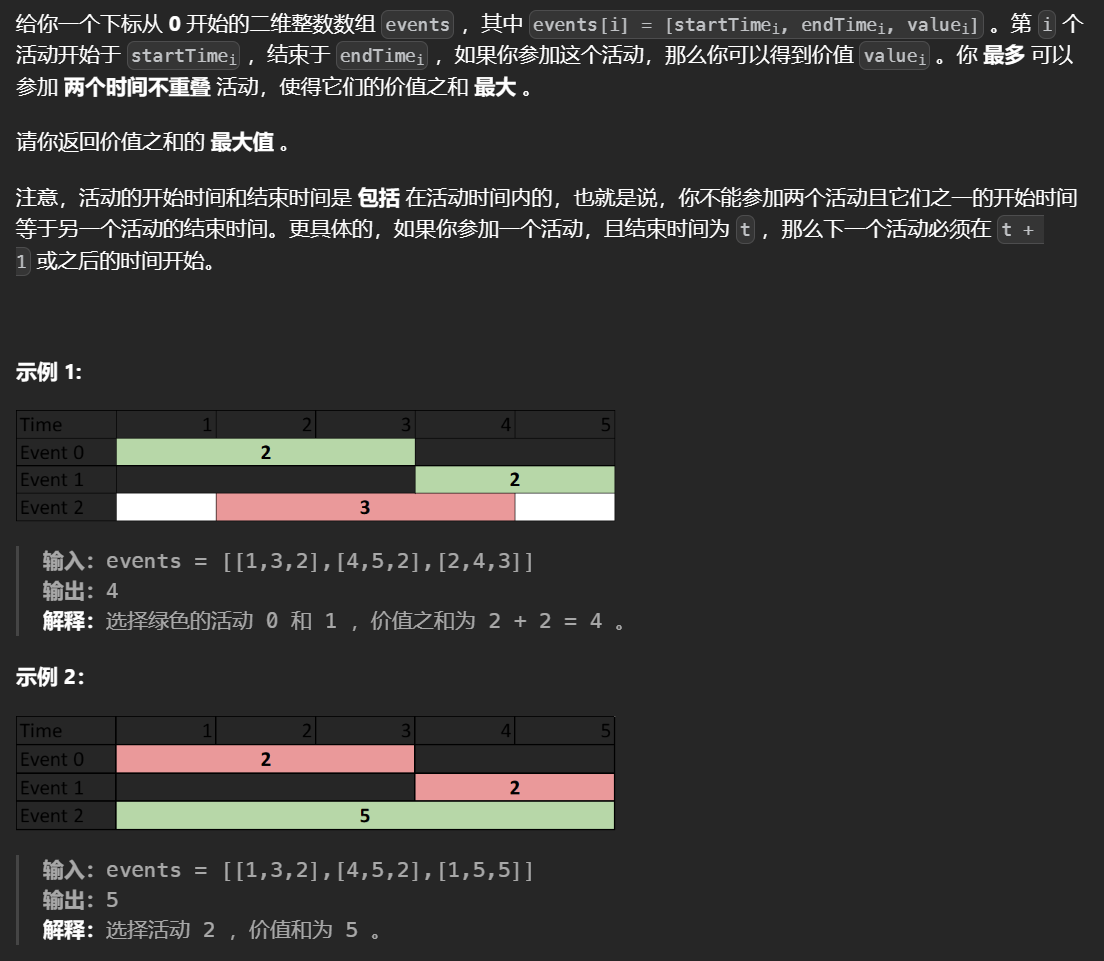 给你一个下标从 0 开始的二维整数数组 events ，其中 events[i] = [startTimeᵢ, endTimeᵢ, valueᵢ] 。第 i 个
活动开始于 startTimeᵢ ，结束于 endTimeᵢ ，如果你参加这个活动，那么你可以得到价值 valueᵢ 。你 最多 可以
参加 两个时间不重叠 活动，使得它们的价值之和 最大 。
请你返回价值之和的 最大值 。
注意，活动的开始时间和结束时间是 包括 在活动时间内的，也就是说，你不能参加两个活动且它们之一的开始时间
等于另一个活动的结束时间。更具体的，如果你参加一个活动，且结束时间为 t ，那么下一个活动必须在 t +
1 或之后的时间开始。
示例 1:
Time 1 2 3 4 5
Event 0 2
Event 1 2
Event 2 3
输入：events = [[1,3,2],[4,5,2],[2,4,3]]
输出：4
解释：选择绿色的活动 0 和 1 ，价值之和为 2 + 2 = 4 。
示例 2：
Time 1 2 3 4 5
Event 0 2
Event 1 2
Event 2 5
输入：events = [[1,3,2],[4,5,2],[1,5,5]]
输出：5
解释：选择活动 2 ，价值和为 5 。